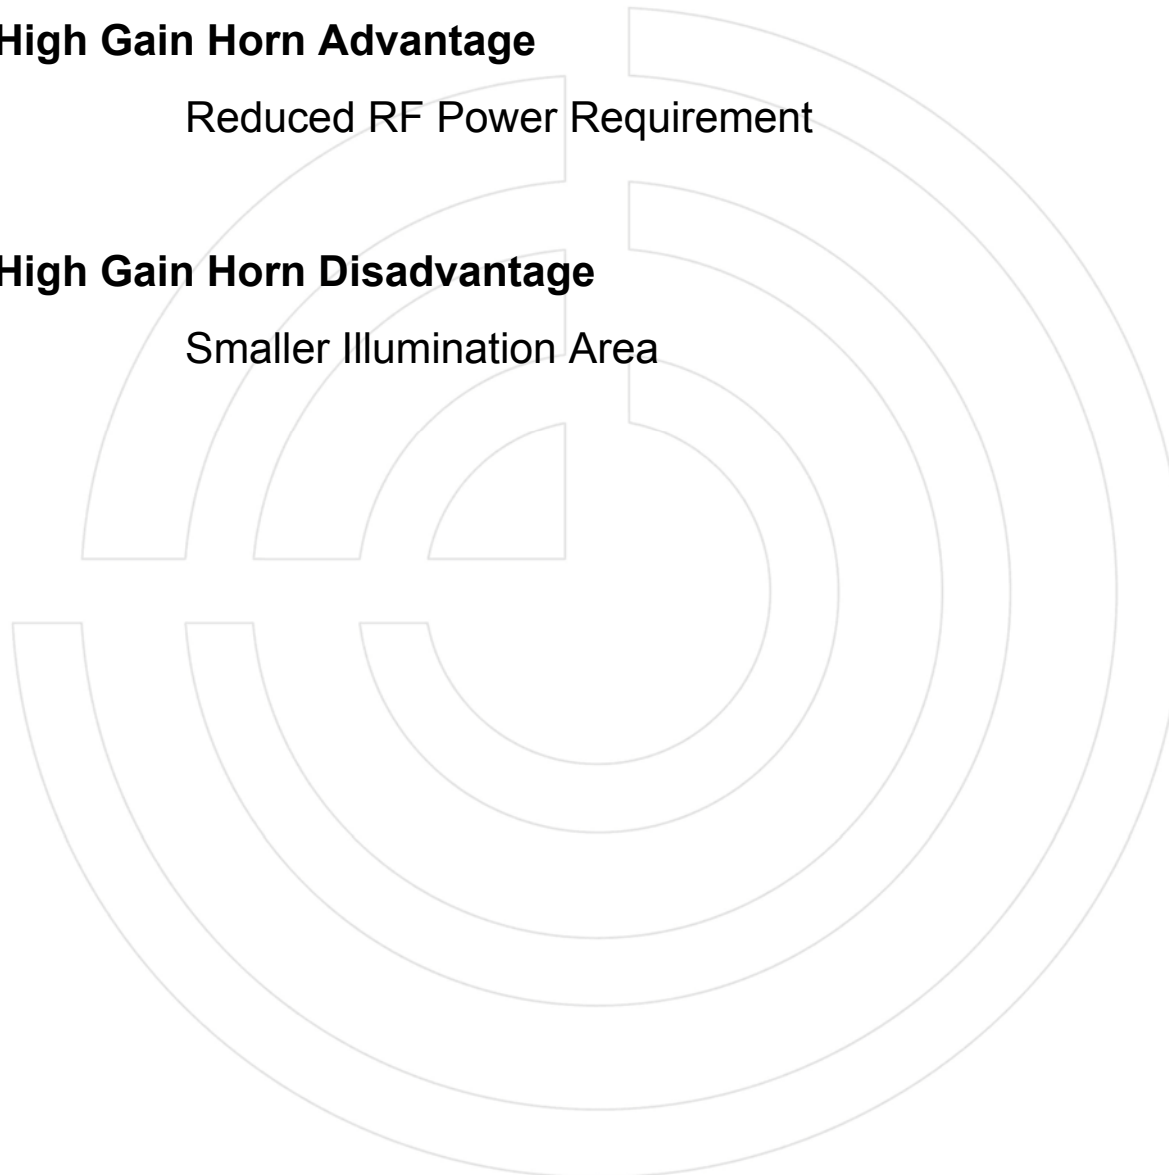 High Gain Horn Advantage
Reduced RF Power Requirement
High Gain Horn Disadvantage
Smaller Illumination Area